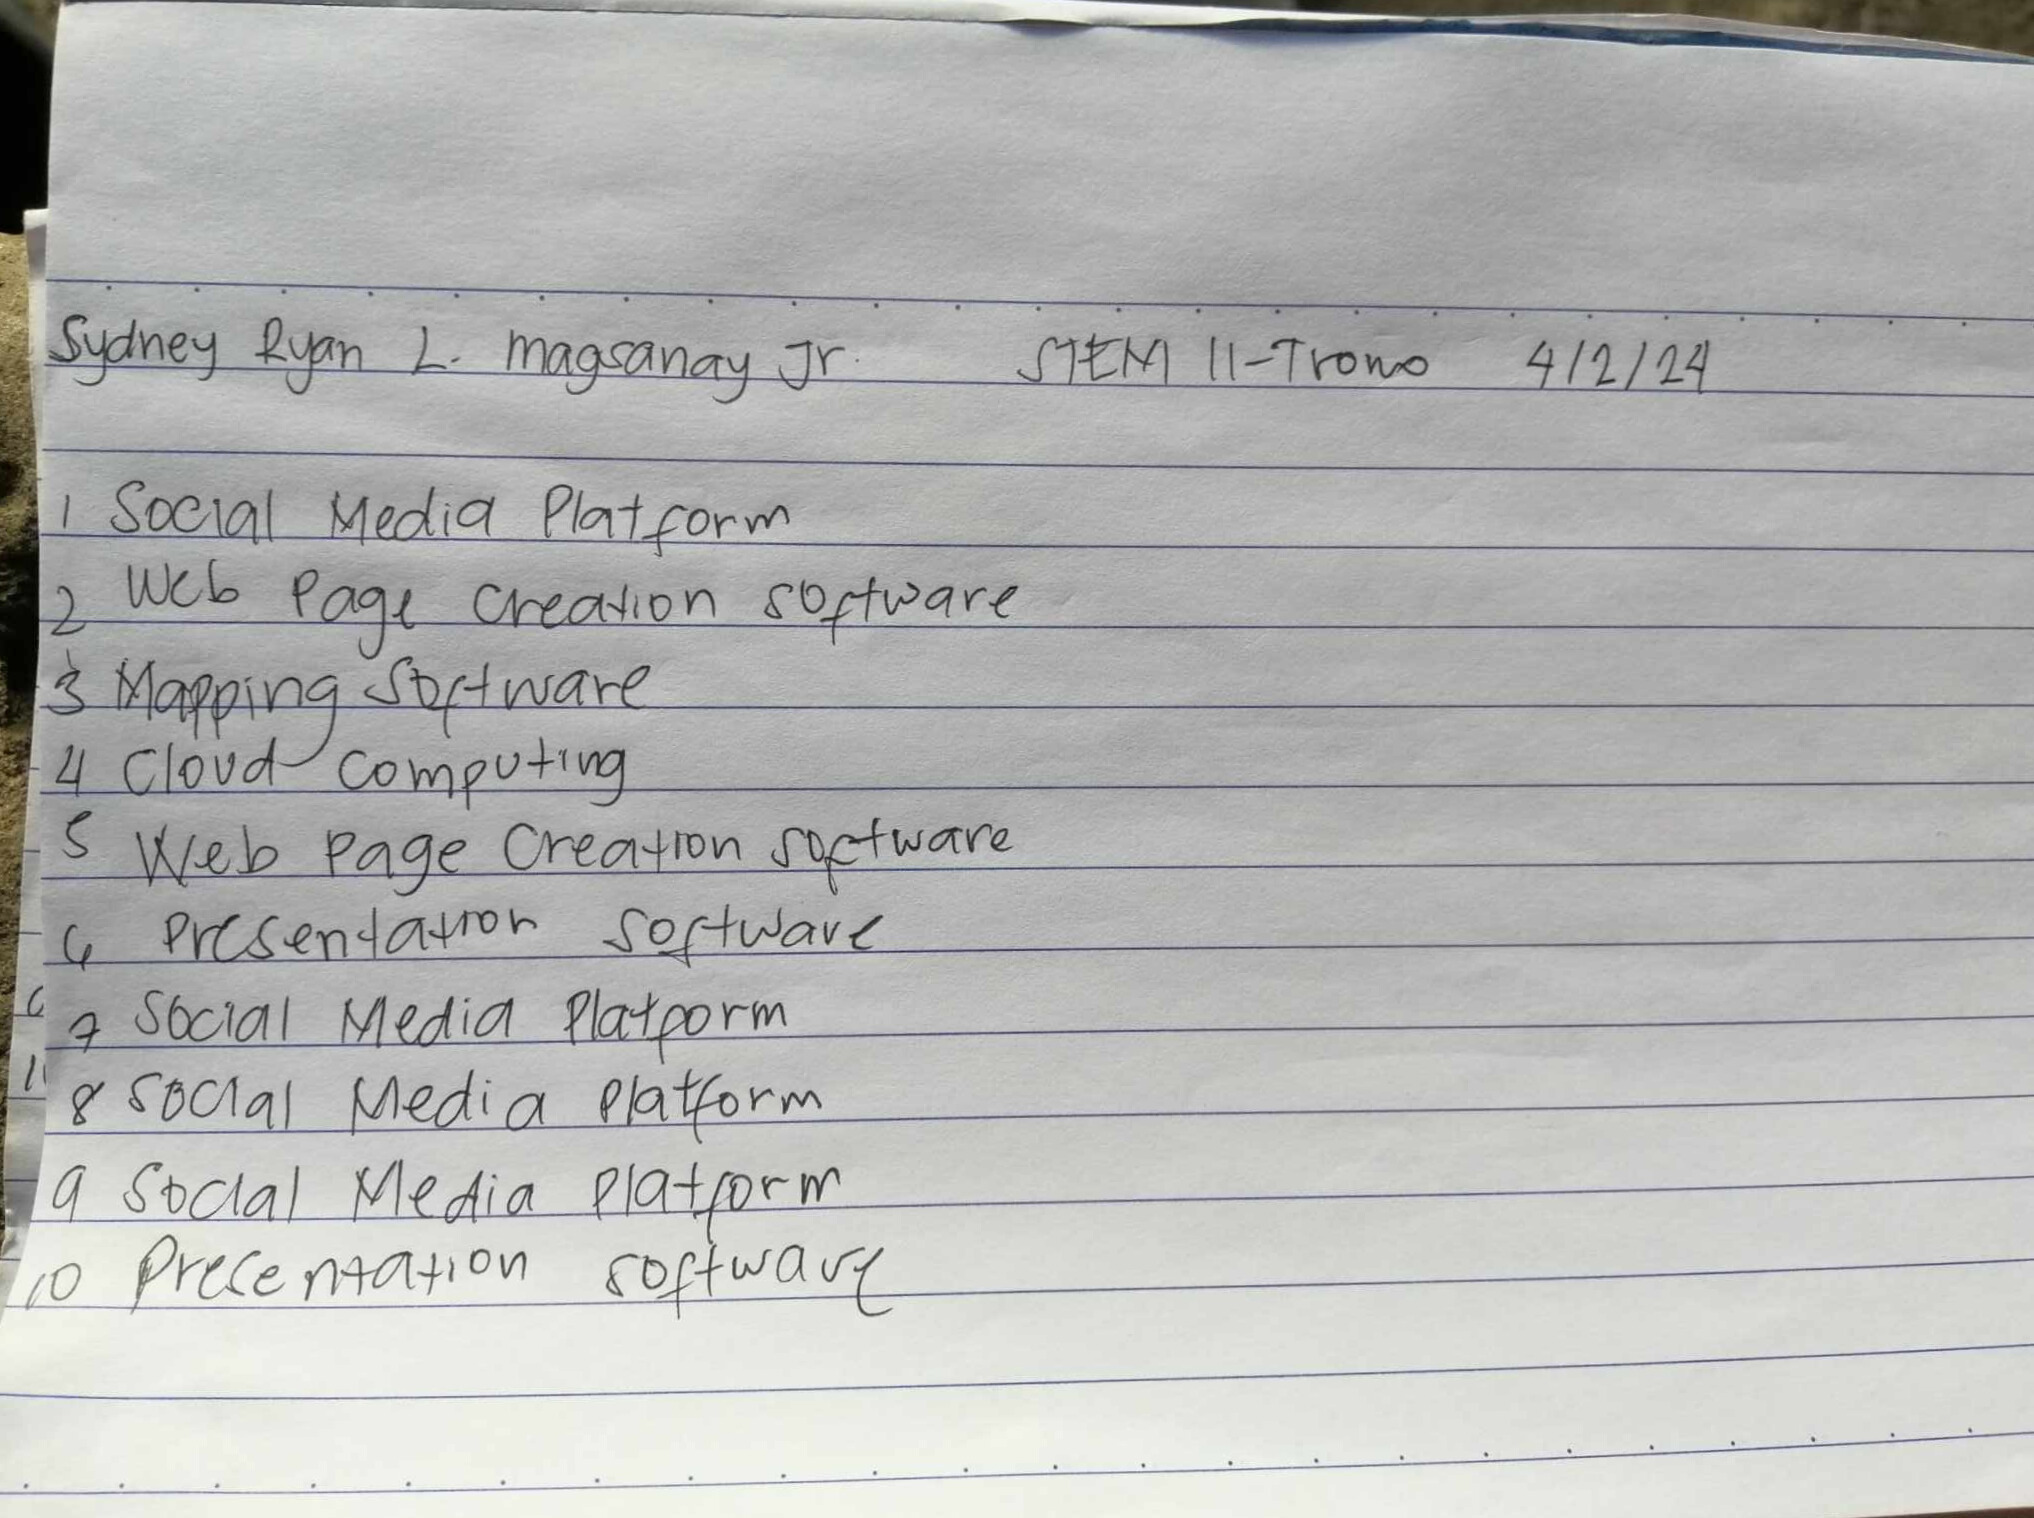 Sydney Ryan L. Magsanay Jr. STEM 11-Tromo 4/2/24
1 Social Media Platform
2 Web Page Creation Software
3 Mapping Software
4 Cloud Computing
5 Web Page Creation Software
6 Presentation Software
7 Social Media Platform
8 Social Media Platform
9 Social Media Platform
10 Presentation Software